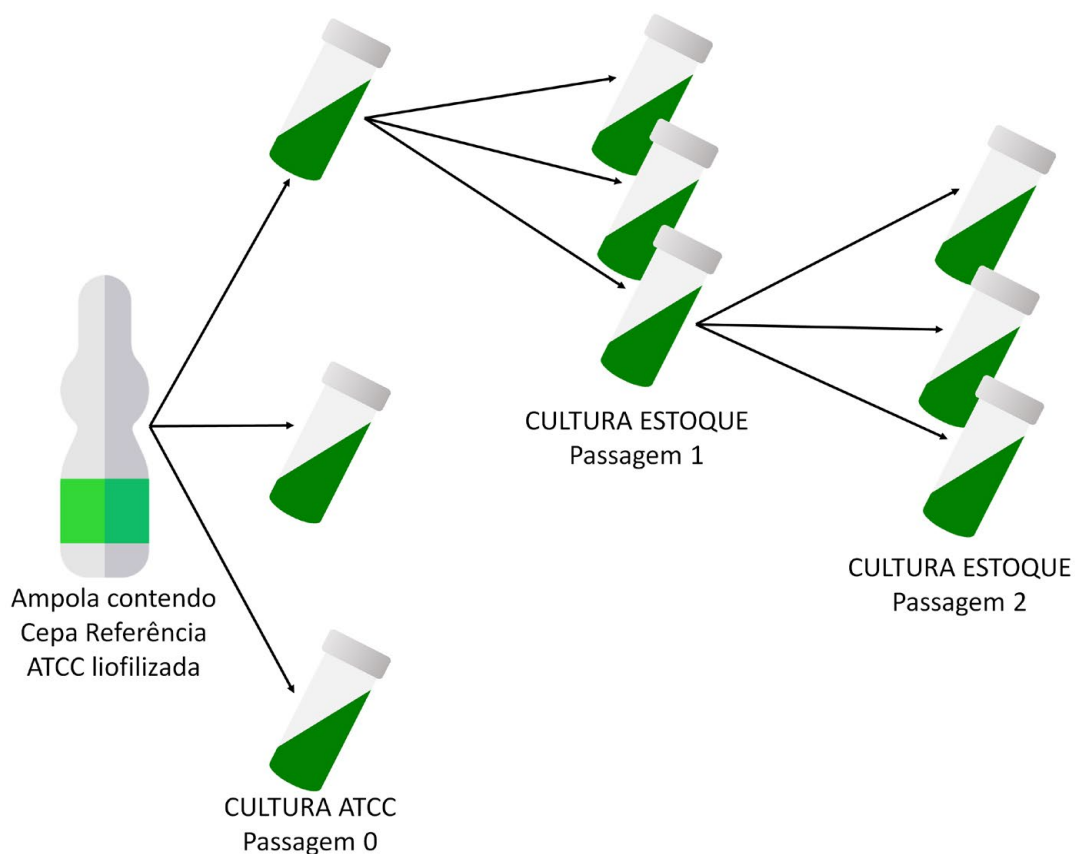 CULTURA ESTOQUE
Passagem 1
CULTURA ESTOQUE
Passagem 2
Ampola contendo
Cepa Referência
ATCC liofilizada
CULTURA ATCC
Passagem 0